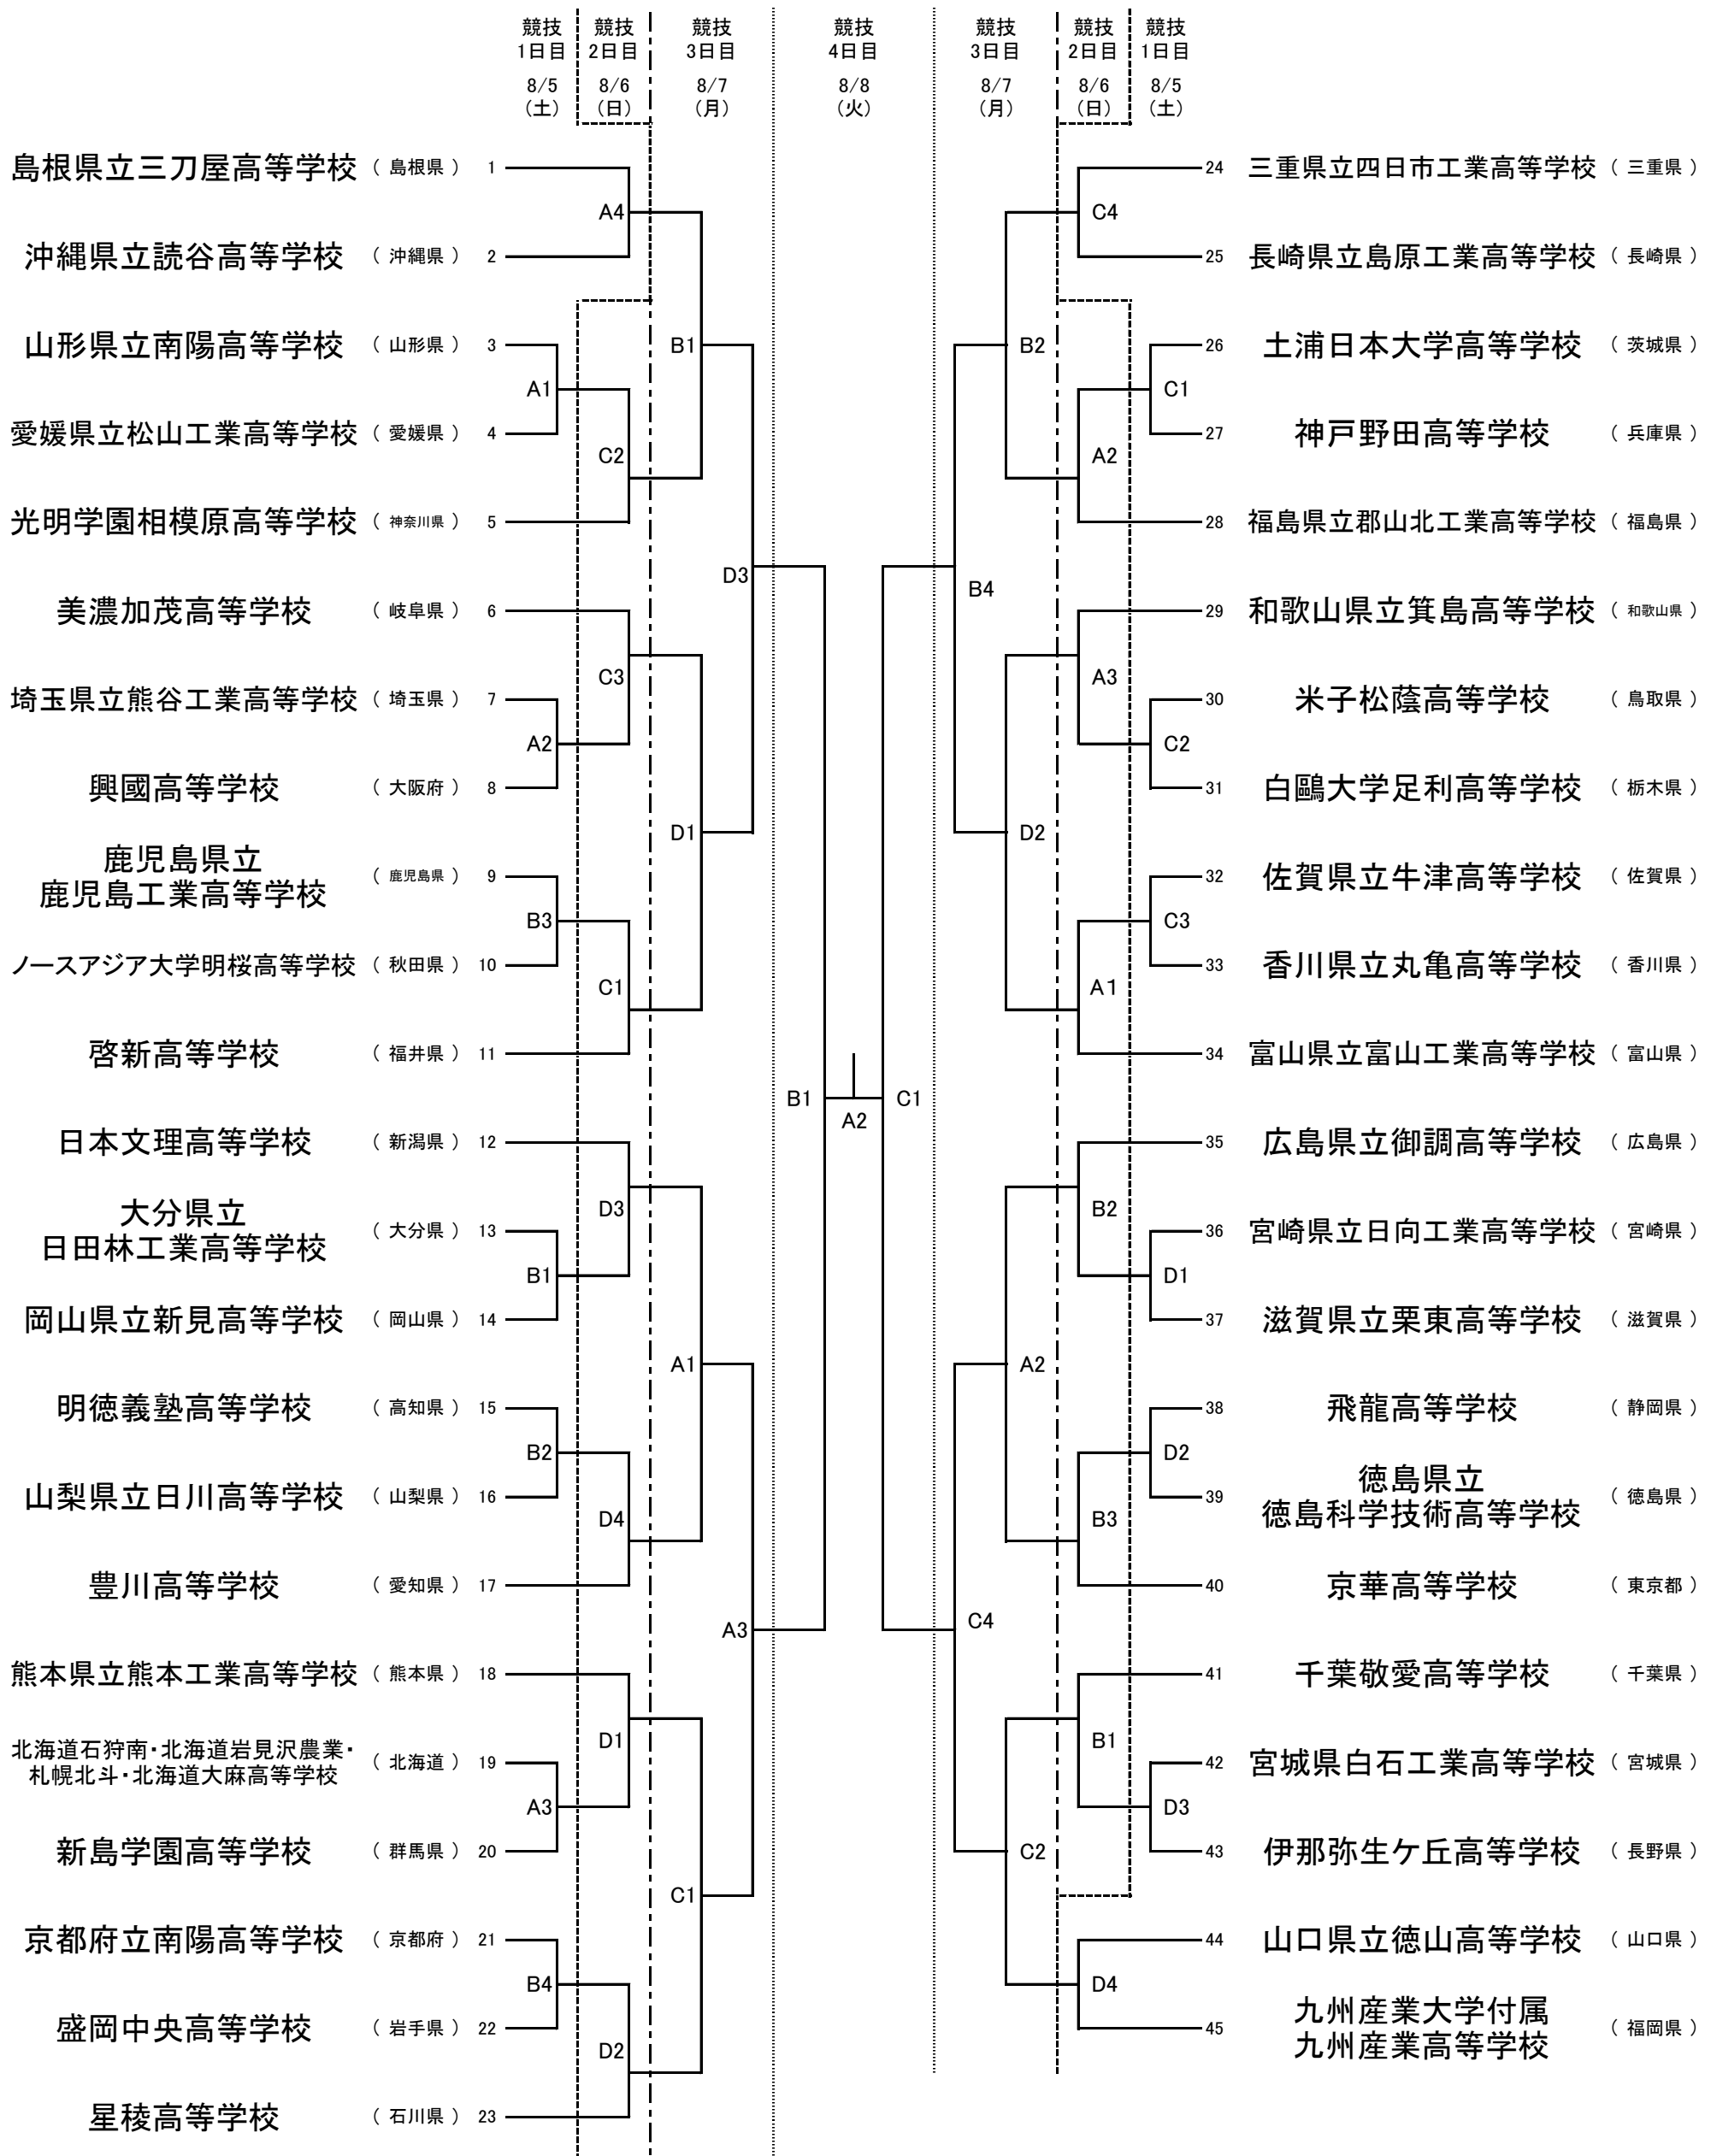 競技 競技 競技 競技 競技 競技 競技
1日目 2日目 3日目 4日目 3日目 2日目 1日目
8/5 8/6 8/7 8/8 8/7 8/6 8/5
（土） （日） （月） （火） （月） （日） （土）
島根県立三刀屋高等学校 （ 島根県 ） 1
A4
沖縄県立読谷高等学校 （ 沖縄県 ） 2
山形県立南陽高等学校 （ 山形県 ） 3
B1
A1
愛媛県立松山工業高等学校 （ 愛媛県 ） 4
C2
光明学園相模原高等学校 （ 神奈川県 ） 5
D3
美濃加茂高等学校 （ 岐阜県 ） 6
C3
埼玉県立熊谷工業高等学校 （ 埼玉県 ） 7
A2
興國高等学校 （ 大阪府 ） 8
D1
鹿児島県立
鹿児島工業高等学校 （ 鹿児島県 ） 9
B3
ノースアジア大学明桜高等学校 （ 秋田県 ） 10
C1
啓新高等学校 （ 福井県 ） 11
B1
A2
C1
日本文理高等学校 （ 新潟県 ） 12
D3
大分県立
日田林工業高等学校 （ 大分県 ） 13
B1
岡山県立新見高等学校 （ 岡山県 ） 14
A1
明徳義塾高等学校 （ 高知県 ） 15
B2
山梨県立日川高等学校 （ 山梨県 ） 16
D4
豊川高等学校 （ 愛知県 ） 17
A3
熊本県立熊本工業高等学校 （ 熊本県 ） 18
D1
北海道石狩南・北海道岩見沢農業・
札幌北斗・北海道大麻高等学校 （ 北海道 ） 19
A3
新島学園高等学校 （ 群馬県 ） 20
C1
京都府立南陽高等学校 （ 京都府 ） 21
B4
盛岡中央高等学校 （ 岩手県 ） 22
D2
星稜高等学校 （ 石川県 ） 23
24 三重県立四日市工業高等学校 （ 三重県 ）
C4
25 長崎県立島原工業高等学校 （ 長崎県 ）
B2
26 土浦日本大学高等学校 （ 茨城県 ）
C1
27 神戸野田高等学校 （ 兵庫県 ）
A2
28 福島県立郡山北工業高等学校 （ 福島県 ）
B4
29 和歌山県立箕島高等学校 （ 和歌山県 ）
A3
30 米子松蔭高等学校 （ 鳥取県 ）
C2
31 白鷗大学足利高等学校 （ 栃木県 ）
D2
32 佐賀県立牛津高等学校 （ 佐賀県 ）
C3
33 香川県立丸亀高等学校 （ 香川県 ）
A1
34 富山県立富山工業高等学校 （ 富山県 ）
35 広島県立御調高等学校 （ 広島県 ）
B2
36 宮崎県立日向工業高等学校 （ 宮崎県 ）
D1
37 滋賀県立栗東高等学校 （ 滋賀県 ）
A2
38 飛龍高等学校 （ 静岡県 ）
D2
39 徳島県立
徳島科学技術高等学校 （ 徳島県 ）
B3
40 京華高等学校 （ 東京都 ）
C4
41 千葉敬愛高等学校 （ 千葉県 ）
B1
42 宮城県白石工業高等学校 （ 宮城県 ）
D3
43 伊那弥生ケ丘高等学校 （ 長野県 ）
C2
44 山口県立徳山高等学校 （ 山口県 ）
D4
45 九州産業大学付属
九州産業高等学校 （ 福岡県 ）